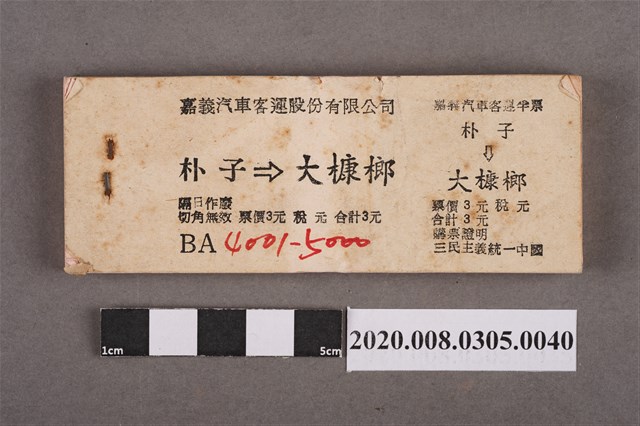 嘉義汽車客運股份有限公司
朴子⇨大槺榔
隔日作廢
切角無效 票價3元 税 元 合計3元
BA 4001-5000
嘉義汽車客運半票
朴子
⇩
大槺榔
票價 3 元 税 元
合計 3 元
購票證明
三民主義統一中國
1cm
5cm
2020.008.0305.0040